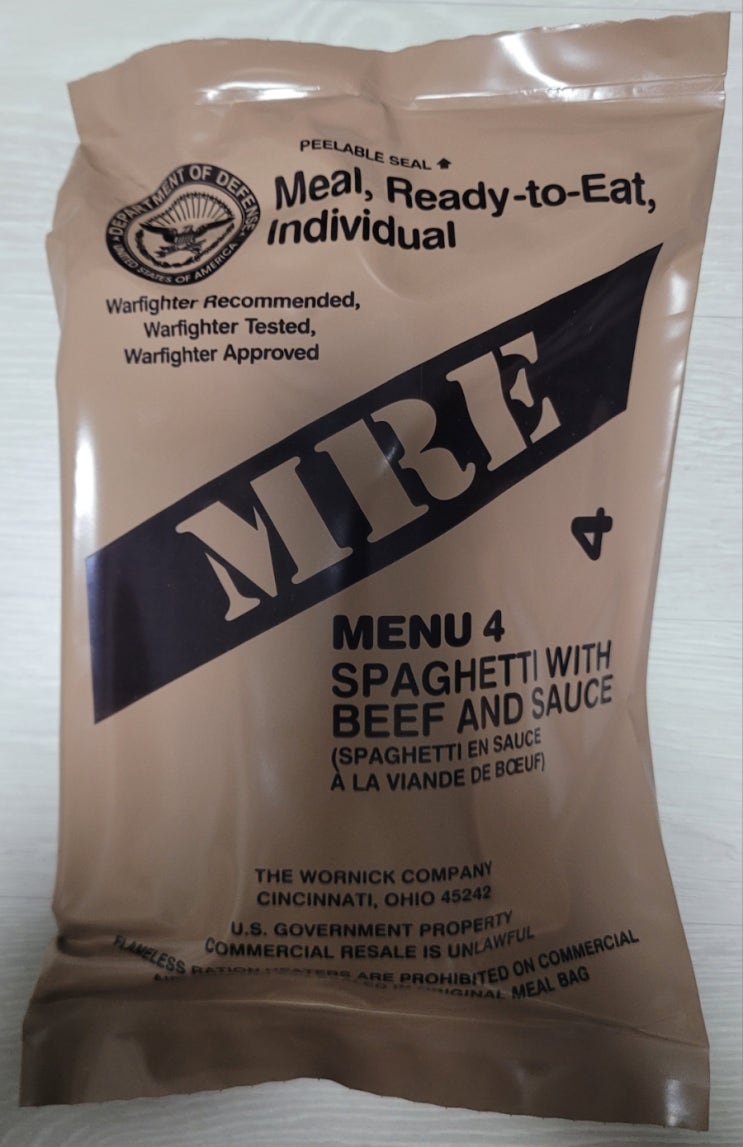 PEELABLE SEAL
DEPARTMENT OF DEFENSE
UNITED STATES OF AMERICA
Meal, Ready-to-Eat,
Individual
Warfighter Recommended,
Warfighter Tested,
Warfighter Approved
MRE
4
MENU 4
SPAGHETTI WITH
BEEF AND SAUCE
(SPAGHETTI EN SAUCE
À LA VIANDE DE BŒUF)
THE WORNICK COMPANY
CINCINNATI, OHIO 45242
U.S. GOVERNMENT PROPERTY
COMMERCIAL RESALE IS UNLAWFUL
FLAMELESS RATION HEATERS ARE PROHIBITED ON COMMERCIAL
IN ORIGINAL MEAL BAG